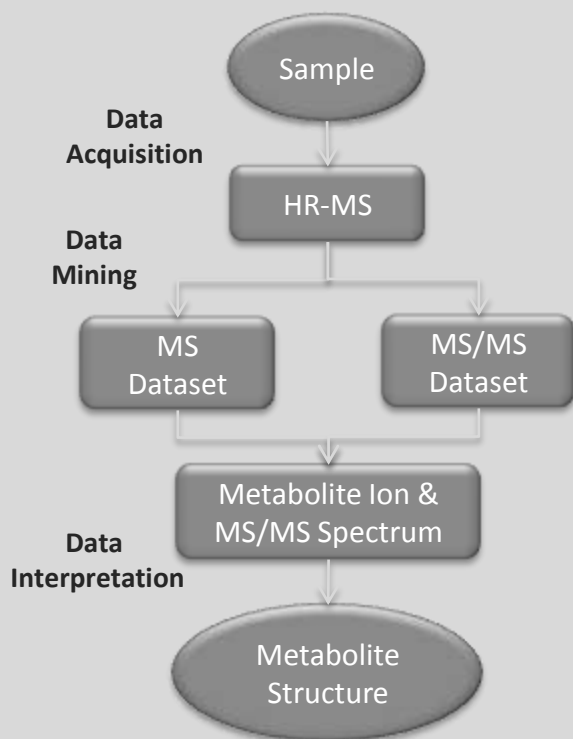 Sample
Data
Acquisition
HR-MS
Data
Mining
MS
Dataset
MS/MS
Dataset
Metabolite Ion &
MS/MS Spectrum
Data
Interpretation
Metabolite
Structure